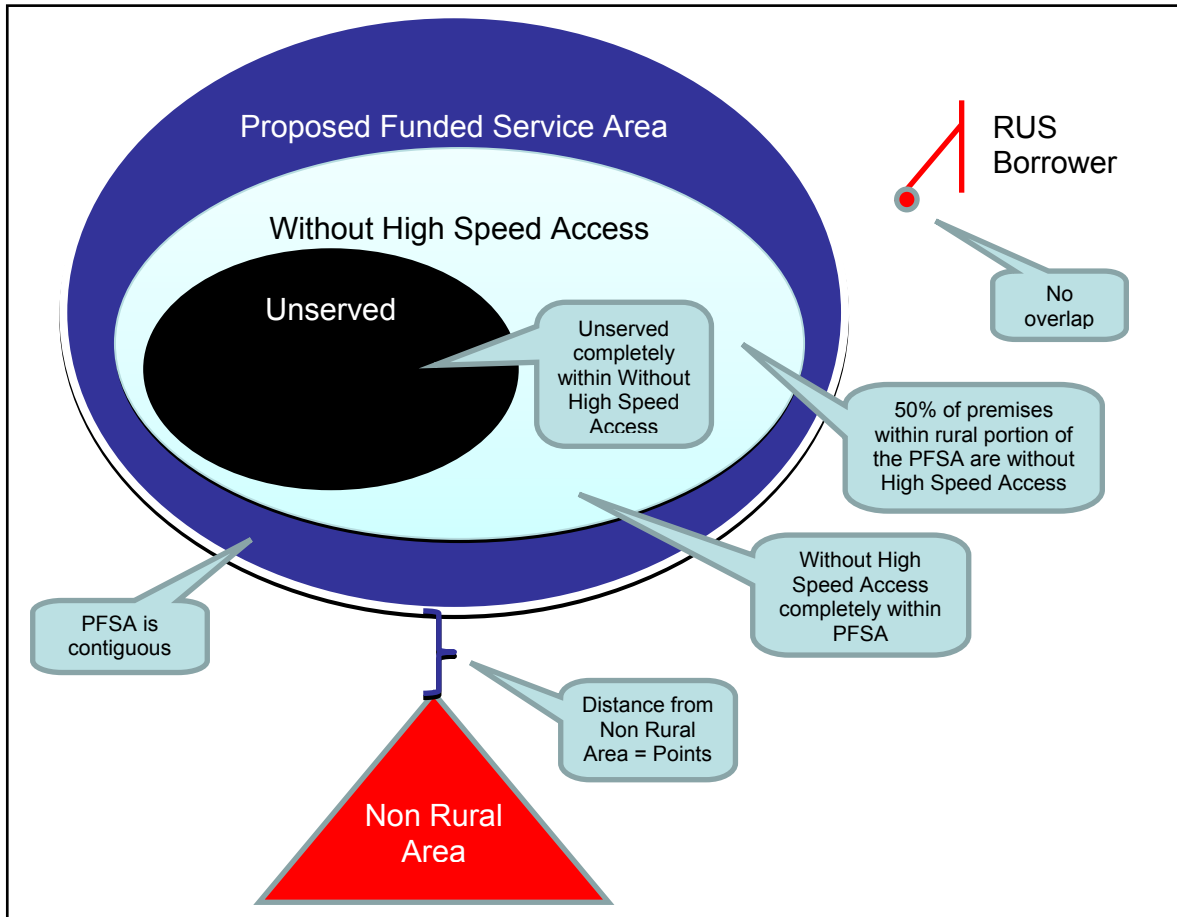 Proposed Funded Service Area
RUS
Borrower
Without High Speed Access
Unserved
No
overlap
Unserved
completely
within Without
High Speed
Access
50% of premises
within rural portion of
the PFSA are without
High Speed Access
Without High
Speed Access
completely within
PFSA
PFSA is
contiguous
Distance from
Non Rural
Area = Points
Non Rural
Area